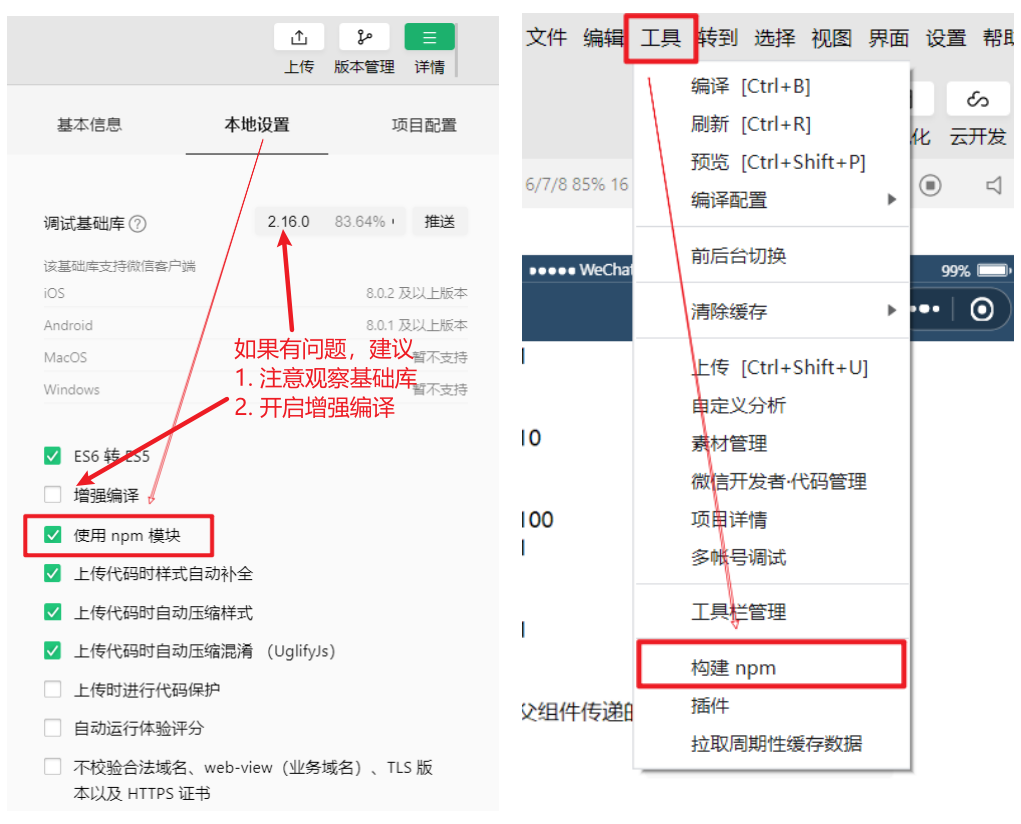 上传 版本管理 详情
基本信息 本地设置 项目配置
调试基础库 ? 2.16.0 83.64% 推送
该基础库支持微信客户端
iOS 8.0.2 及以上版本
Android 8.0.1 及以上版本
MacOS 暂不支持
Windows 暂不支持
如果有问题，建议
1. 注意观察基础库
2. 开启增强编译
ES6 转 ES5
增强编译
使用 npm 模块
上传代码时样式自动补全
上传代码时自动压缩样式
上传代码时自动压缩混淆 （UglifyJs）
上传时进行代码保护
自动运行体验评分
不校验合法域名、web-view（业务域名）、TLS 版
本以及 HTTPS 证书
文件 编辑 工具 转到 选择 视图 界面 设置 帮助
编译 [Ctrl+B]
刷新 [Ctrl+R]
预览 [Ctrl+Shift+P]
编译配置
前后台切换
清除缓存
上传 [Ctrl+Shift+U]
自定义分析
素材管理
微信开发者·代码管理
项目详情
多帐号调试
工具栏管理
构建 npm
插件
拉取周期性缓存数据
化 云开发
6/7/8 85% 16
WeChat 99%
10
100
父组件传递的